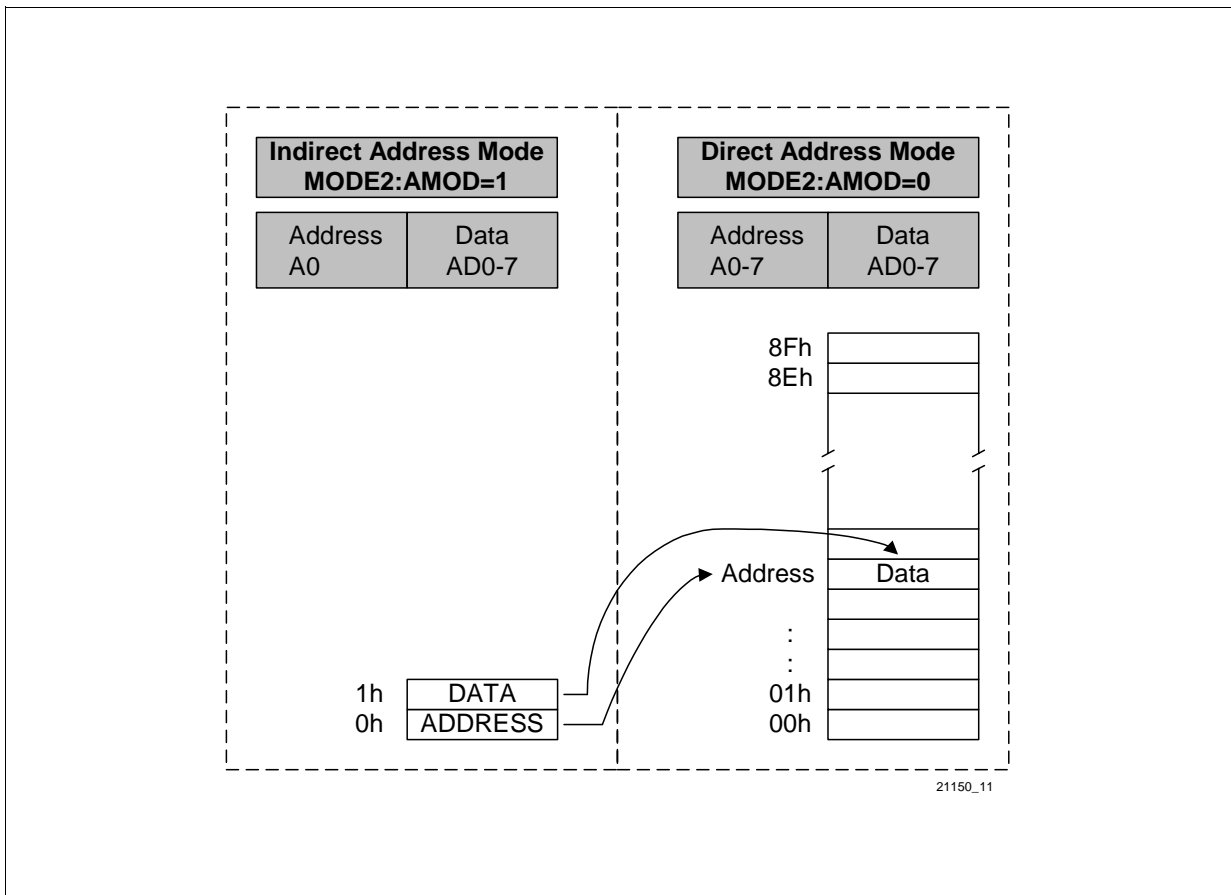 Indirect Address Mode
MODE2:AMOD=1
Address
A0
Data
AD0-7
Direct Address Mode
MODE2:AMOD=0
Address
A0-7
Data
AD0-7
8Fh
8Eh
Address
Data
:
:
1h
DATA
0h
ADDRESS
01h
00h
21150_11